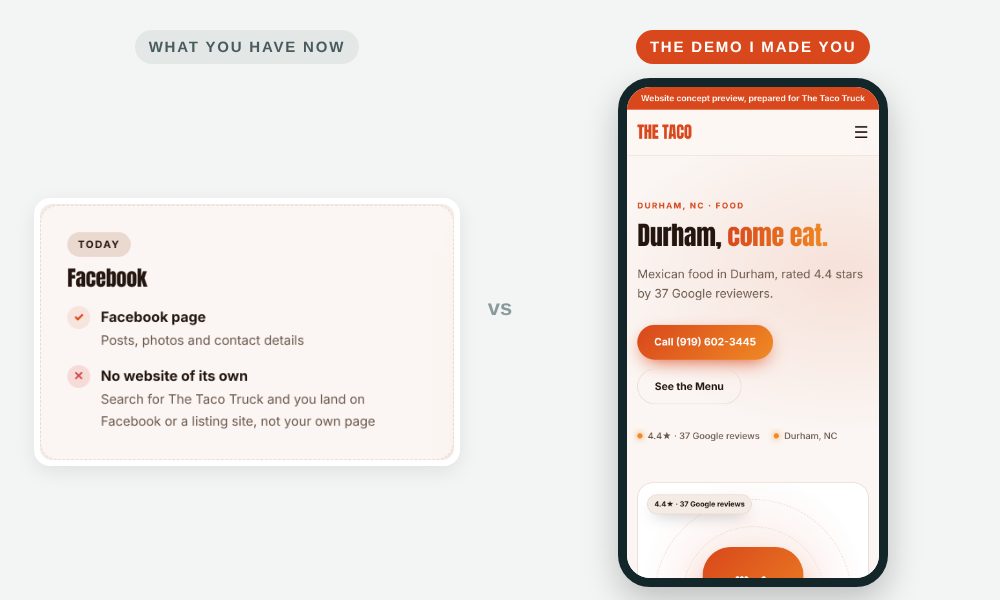 WHAT YOU HAVE NOW
TODAY
Facebook
Facebook page
Posts, photos and contact details
No website of its own
Search for The Taco Truck and you land on
Facebook or a listing site, not your own page
vs
THE DEMO I MADE YOU
Website concept preview, prepared for The Taco Truck
THE TACO
DURHAM, NC · FOOD
Durham, come eat.
Mexican food in Durham, rated 4.4 stars
by 37 Google reviewers.
Call (919) 602-3445
See the Menu
4.4★ · 37 Google reviews
Durham, NC
4.4★ · 37 Google reviews